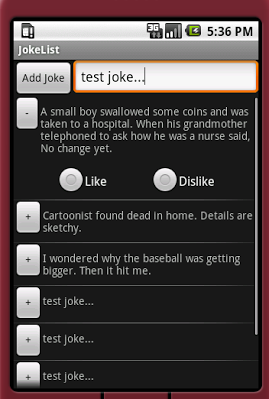 3G
5:36 PM
JokeList
Add Joke
test joke...
-
A small boy swallowed some coins and was
taken to a hospital. When his grandmother
telephoned to ask how he was a nurse said,
No change yet.
Like
Dislike
+
Cartoonist found dead in home. Details are
sketchy.
+
I wondered why the baseball was getting
bigger. Then it hit me.
+
test joke...
+
test joke...
+
test joke...